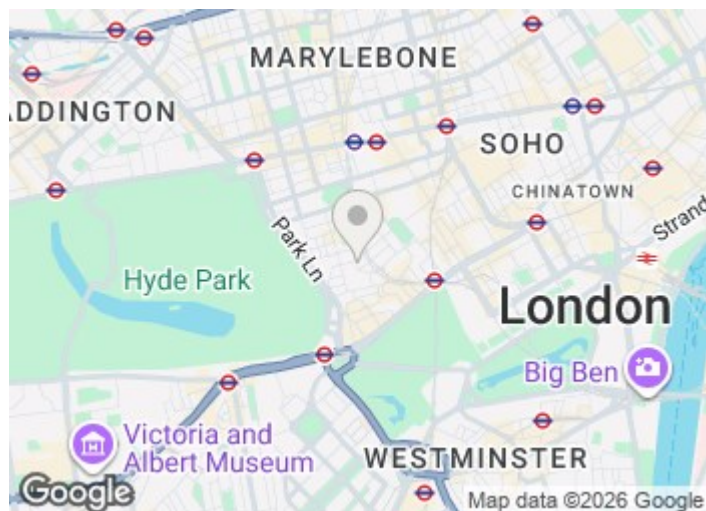 MARYLEBONE
ADDINGTON
SOHO
CHINATOWN
Strand
Park Ln
Hyde Park
London
Big Ben
Victoria and
Albert Museum
WESTMINSTER
Google
Map data ©2026 Google